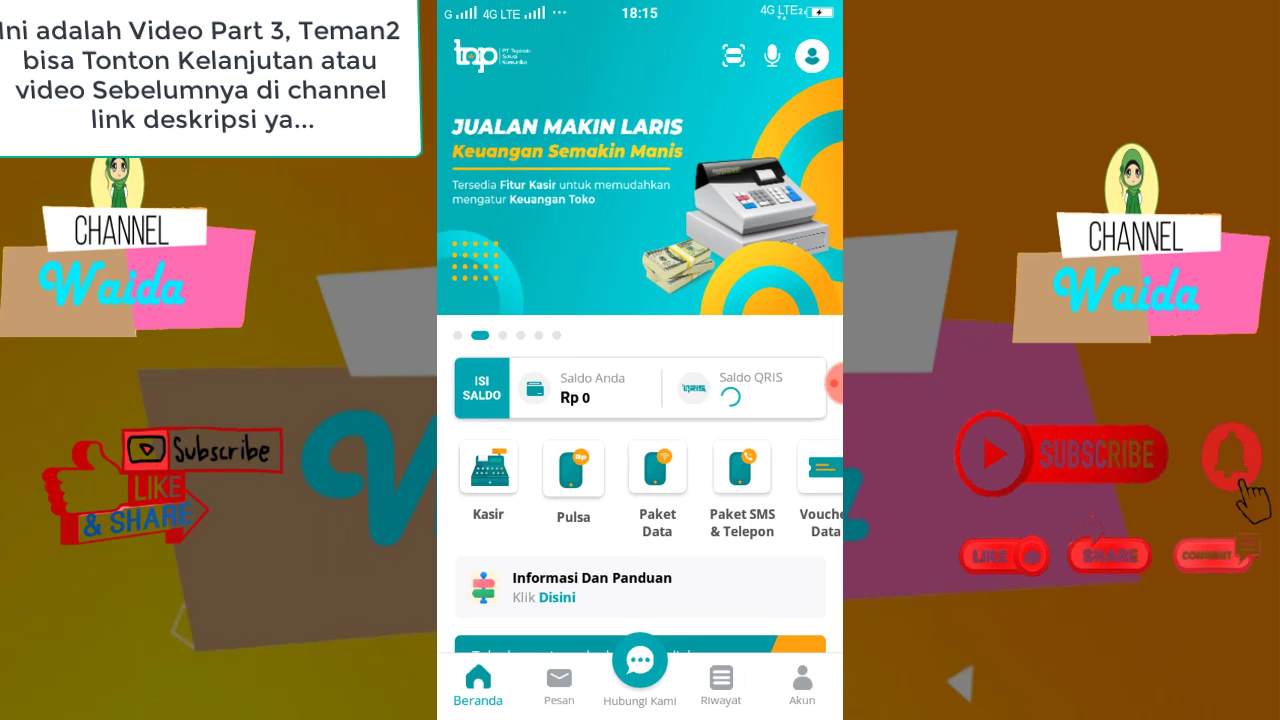 Ini adalah Video Part 3, Teman2
bisa Tonton Kelanjutan atau
video Sebelumnya di channel
link deskripsi ya...
CHANNEL
Waida
Subscribe
LIKE
& SHARE
G 4G LTE ...
18:15
4G LTE2
top
JUALAN MAKIN LARIS
Keuangan Semakin Manis
Tersedia Fitur Kasir untuk memudahkan
mengatur Keuangan Toko
ISI
SALDO
Saldo Anda
Rp 0
QRIS
Saldo QRIS
Rp
Kasir
Pulsa
Paket
Data
Paket SMS
& Telepon
Vouche
Data
Informasi Dan Panduan
Klik Disini
Beranda
Pesan
Hubungi Kami
Riwayat
Akun
CHANNEL
Waida
SUBSCRIBE
LIKE
SHARE
COMMENT